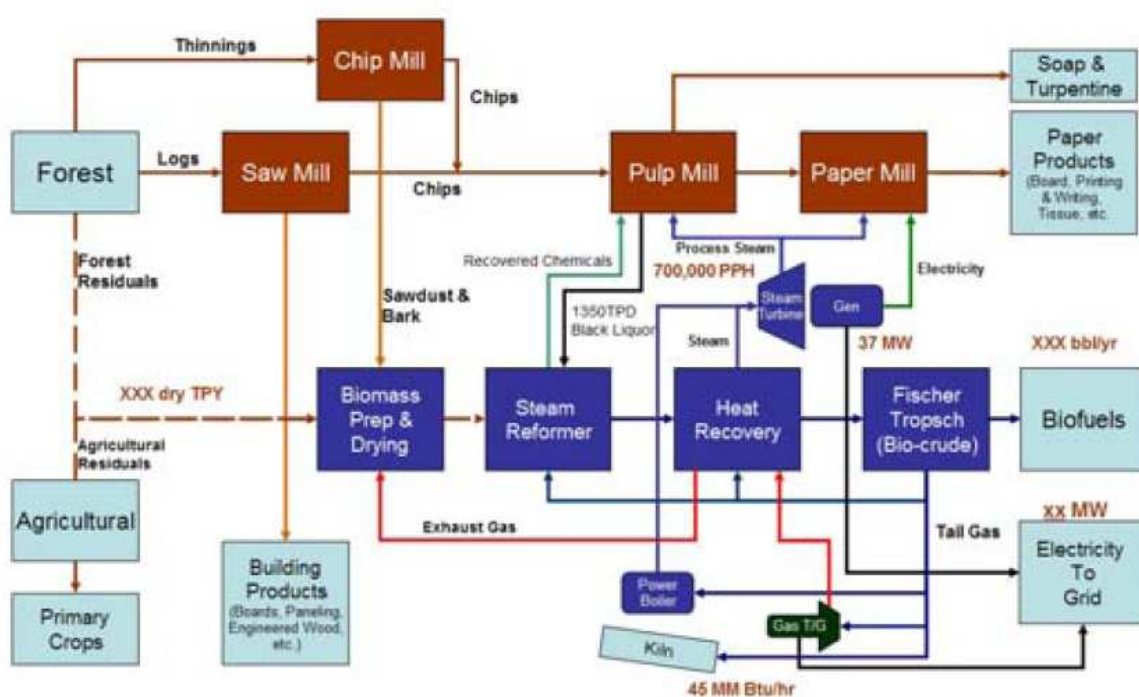 Thinnings
Chip Mill
Soap &
Turpentine
Chips
Forest
Logs
Saw Mill
Chips
Pulp Mill
Paper Mill
Paper
Products
(Board, Printing
& Writing,
Tissue, etc.
Forest
Residuals
Recovered Chemicals
Process Steam
700,000 PPH
Electricity
Sawdust &
Bark
1350TPD
Black Liquor
Steam
Steam
Turbine
Gen
37 MW
XXX bbl/yr
XXX dry TPY
Agricultural
Residuals
Biomass
Prep &
Drying
Steam
Reformer
Heat
Recovery
Fischer
Tropsch
(Bio-crude)
Biofuels
Agricultural
Exhaust Gas
Tail Gas
xx MW
Electricity
To
Grid
Building
Products
(Boards, Paneling,
Engineered Wood,
etc.)
Power
Boiler
Gas T/G
Primary
Crops
Kiln
45 MM Btu/hr